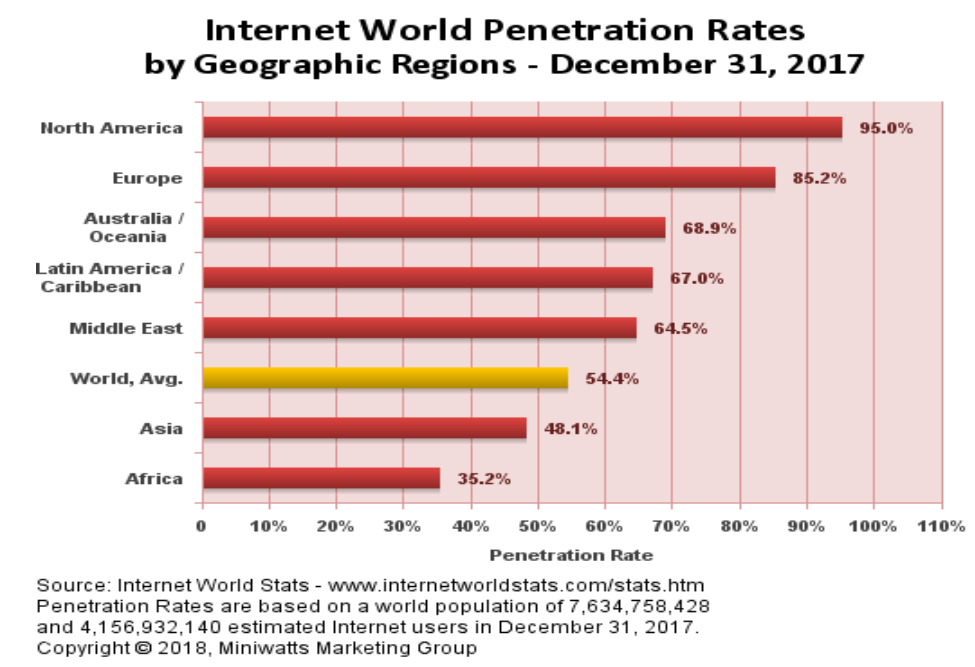 Internet World Penetration Rates
by Geographic Regions - December 31, 2017
North America
95.0%
Europe
85.2%
Australia /
Oceania
68.9%
Latin America /
Caribbean
67.0%
Middle East
64.5%
World, Avg.
54.4%
Asia
48.1%
Africa
35.2%
0 10% 20% 30% 40% 50% 60% 70% 80% 90% 100% 110%
Penetration Rate
Source: Internet World Stats - www.internetworldstats.com/stats.htm
Penetration Rates are based on a world population of 7,634,758,428
and 4,156,932,140 estimated Internet users in December 31, 2017.
Copyright © 2018, Miniwatts Marketing Group